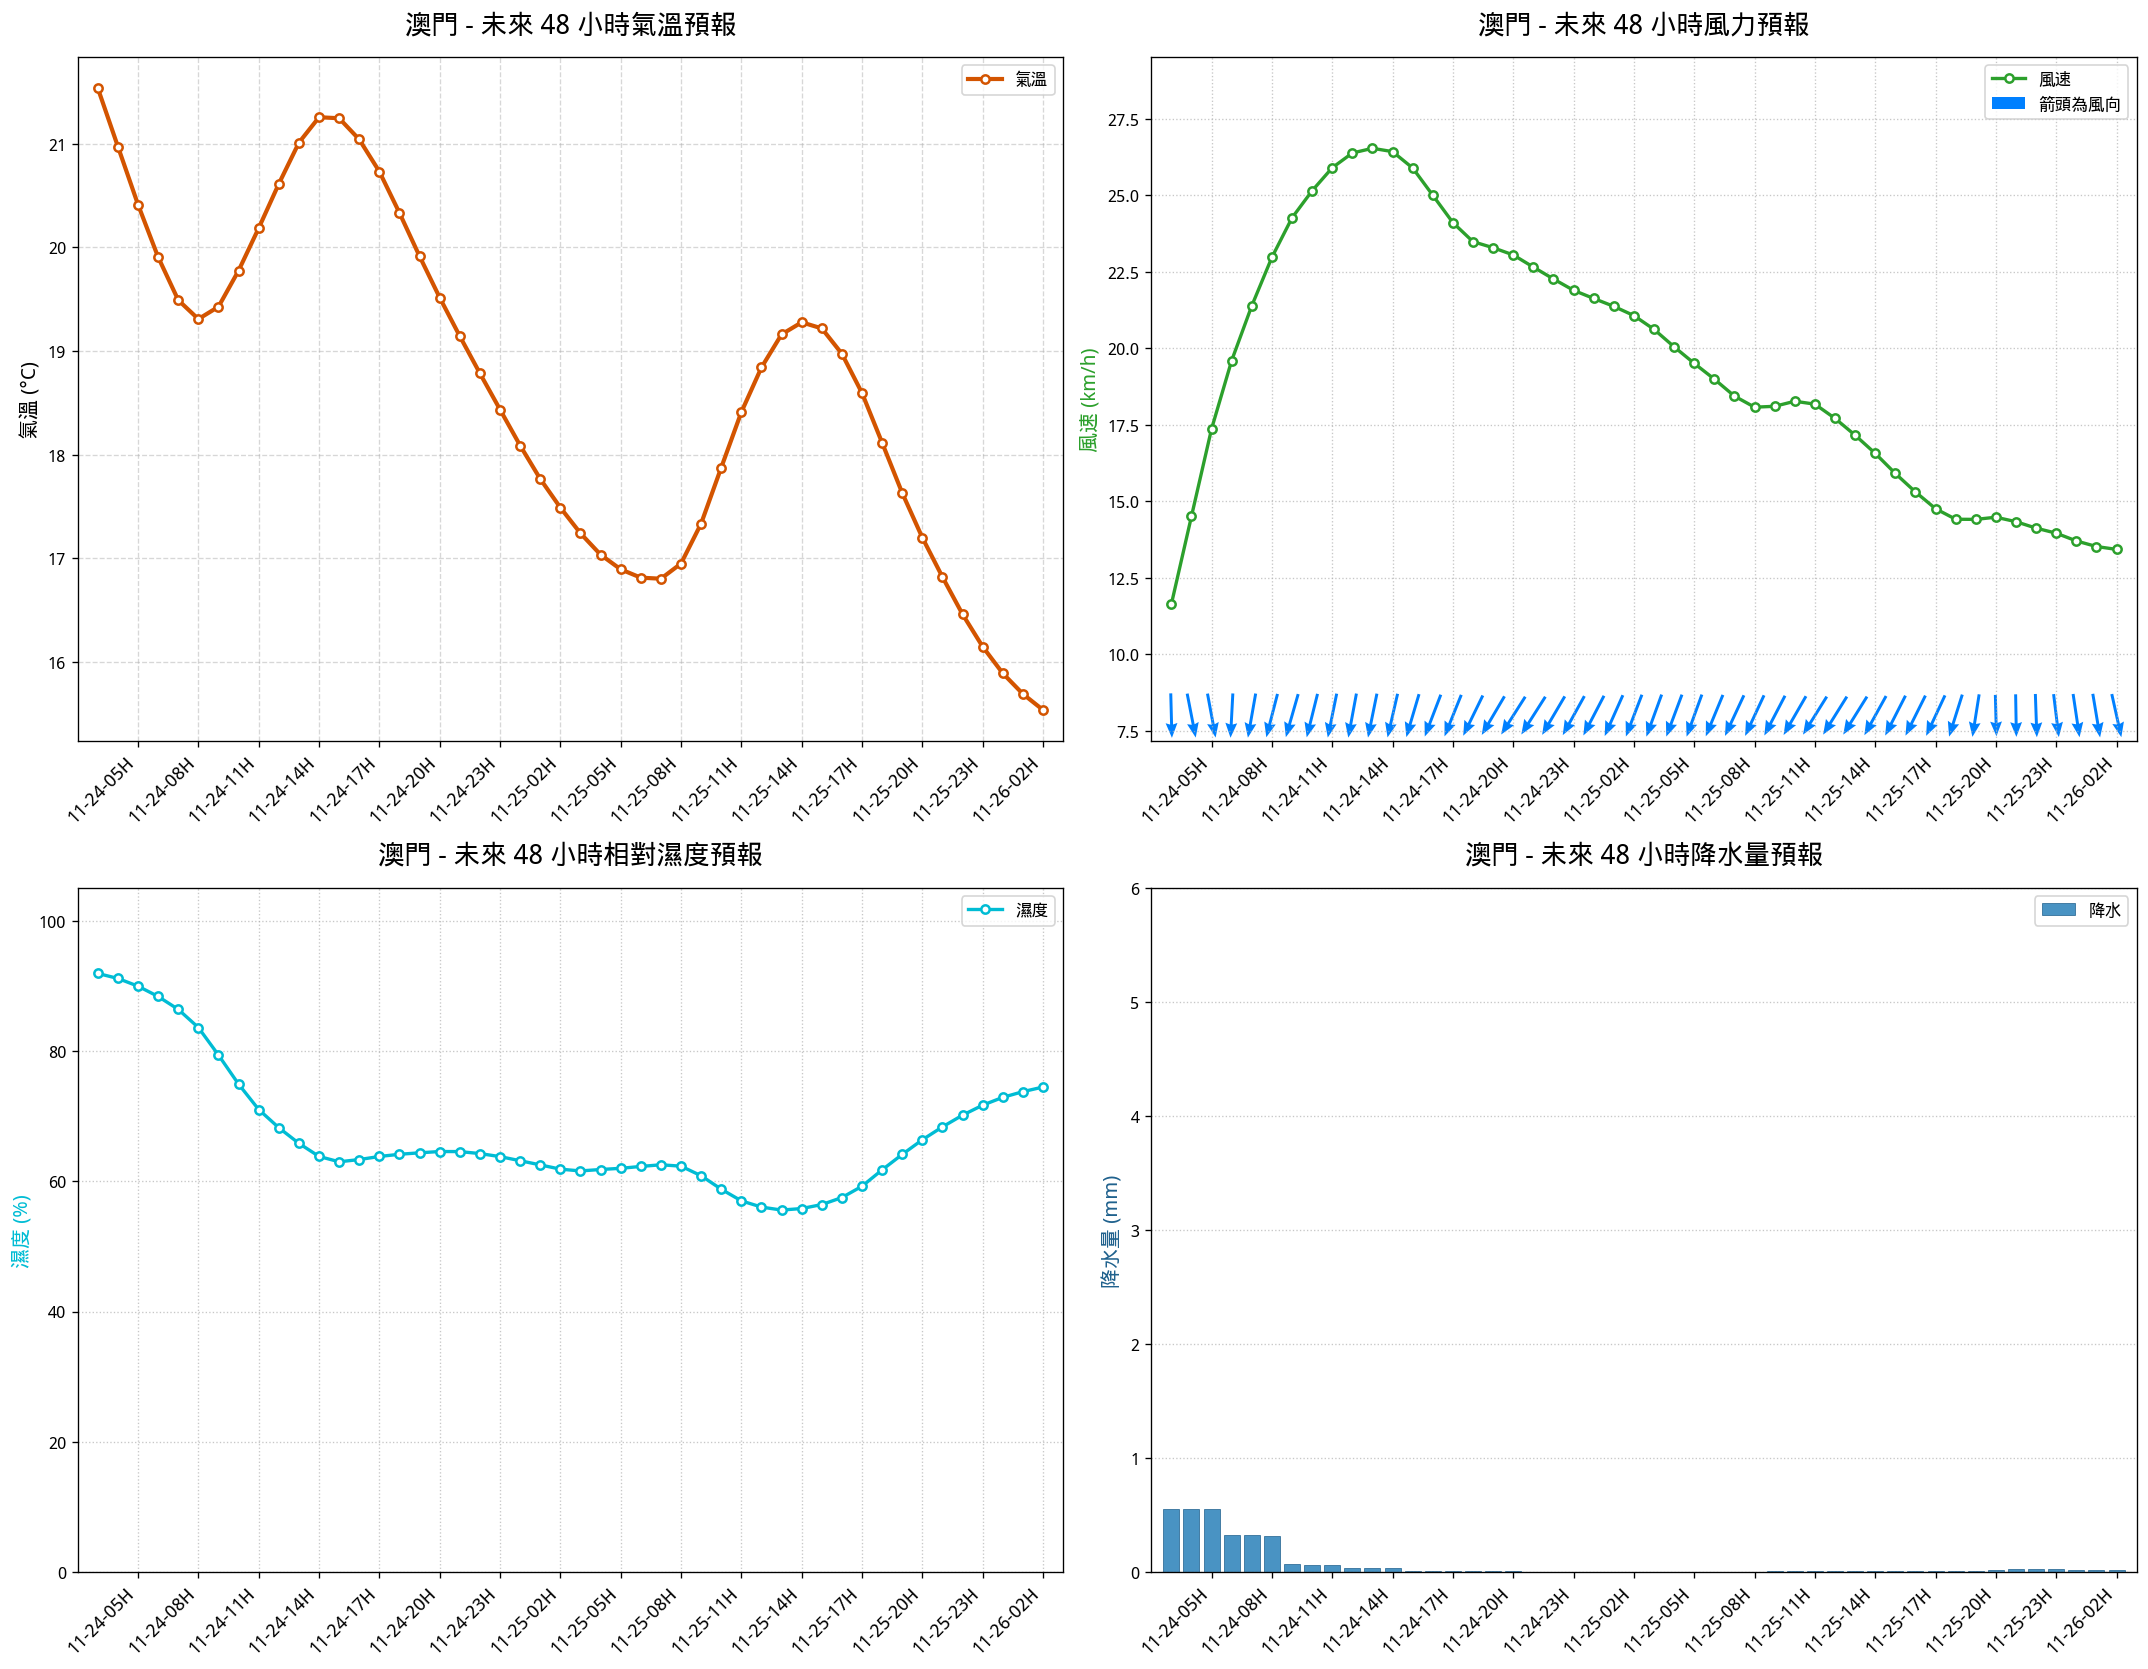 澳門 - 未來 48 小時氣溫預報
氣溫
氣溫 (°C)
21
20
19
18
17
16
11-24-05H
11-24-08H
11-24-11H
11-24-14H
11-24-17H
11-24-20H
11-24-23H
11-25-02H
11-25-05H
11-25-08H
11-25-11H
11-25-14H
11-25-17H
11-25-20H
11-25-23H
11-26-02H
澳門 - 未來 48 小時風力預報
風速
箭頭為風向
風速 (km/h)
27.5
25.0
22.5
20.0
17.5
15.0
12.5
10.0
7.5
11-24-05H
11-24-08H
11-24-11H
11-24-14H
11-24-17H
11-24-20H
11-24-23H
11-25-02H
11-25-05H
11-25-08H
11-25-11H
11-25-14H
11-25-17H
11-25-20H
11-25-23H
11-26-02H
澳門 - 未來 48 小時相對濕度預報
濕度
濕度 (%)
100
80
60
40
20
0
11-24-05H
11-24-08H
11-24-11H
11-24-14H
11-24-17H
11-24-20H
11-24-23H
11-25-02H
11-25-05H
11-25-08H
11-25-11H
11-25-14H
11-25-17H
11-25-20H
11-25-23H
11-26-02H
澳門 - 未來 48 小時降水量預報
降水
降水量 (mm)
6
5
4
3
2
1
0
11-24-05H
11-24-08H
11-24-11H
11-24-14H
11-24-17H
11-24-20H
11-24-23H
11-25-02H
11-25-05H
11-25-08H
11-25-11H
11-25-14H
11-25-17H
11-25-20H
11-25-23H
11-26-02H